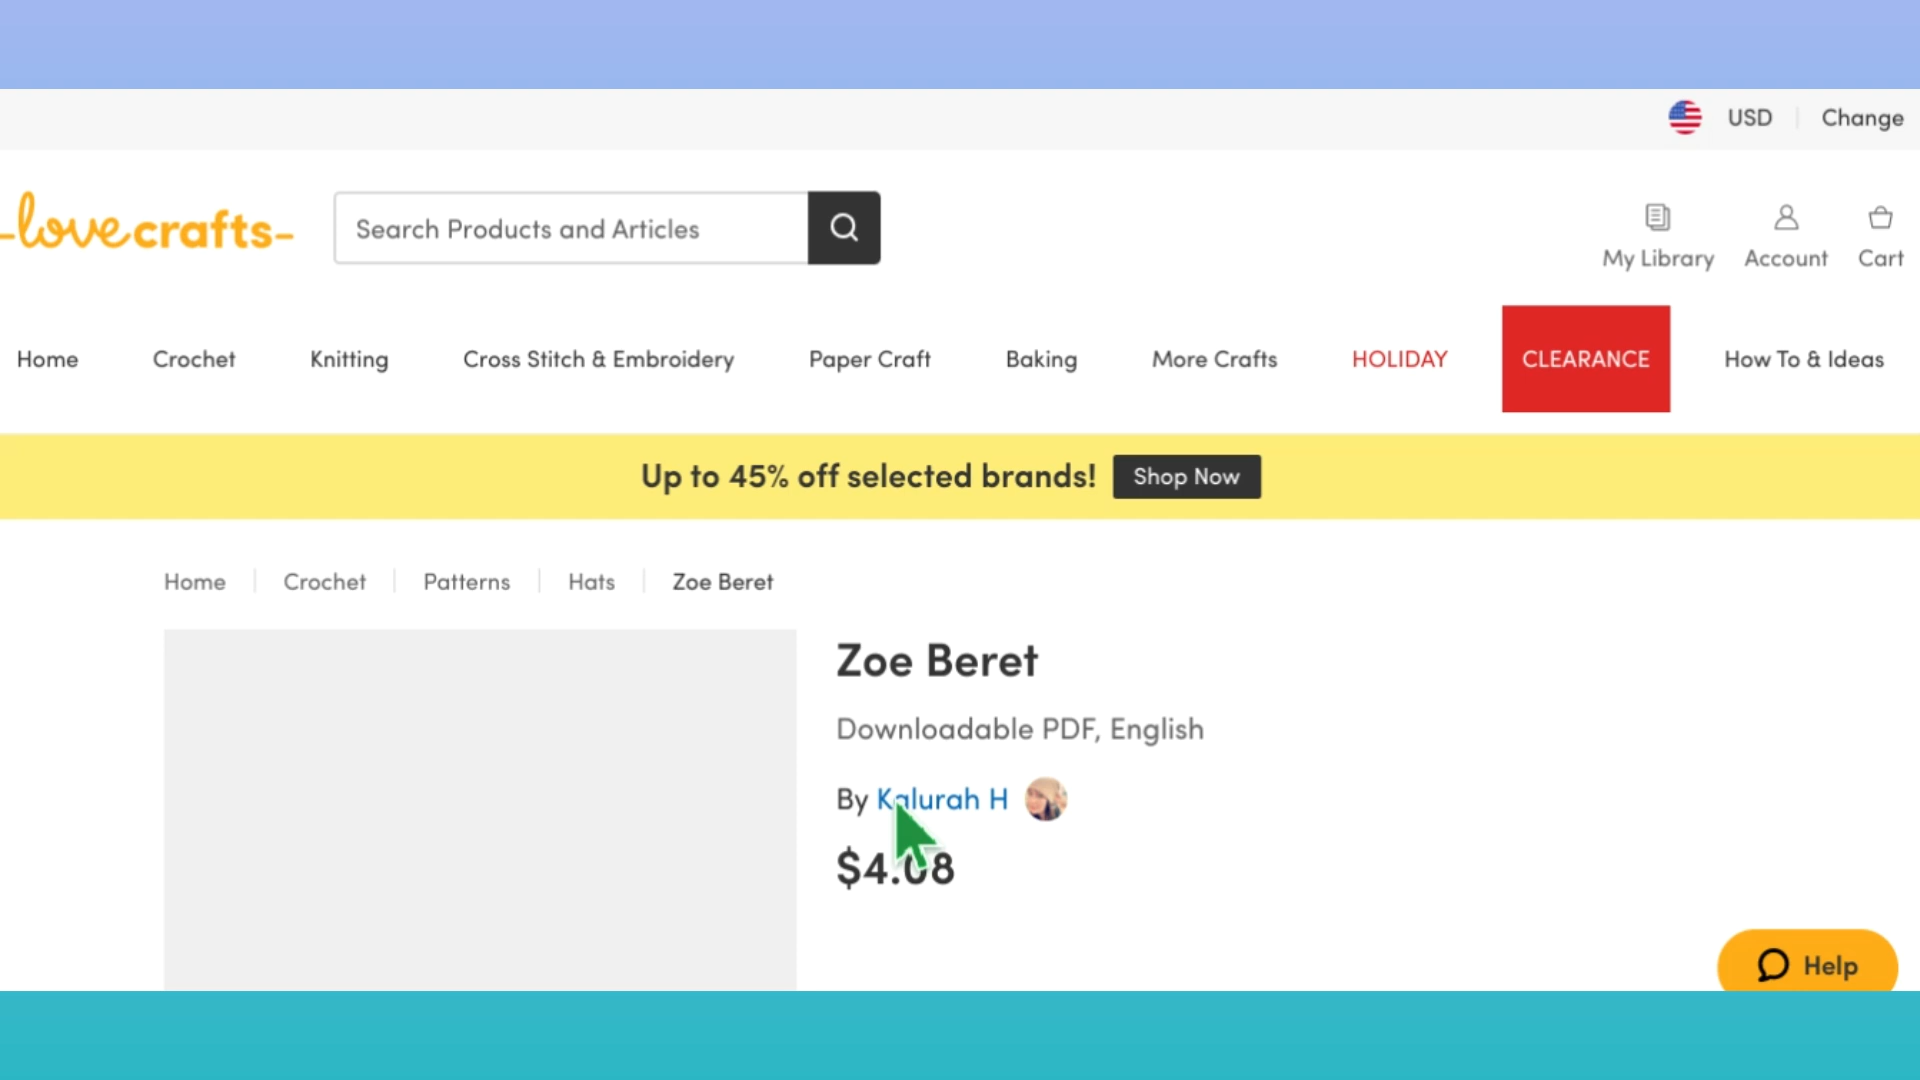 USD Change
lovecrafts
Search Products and Articles
My Library Account Cart
Home Crochet Knitting Cross Stitch & Embroidery Paper Craft Baking More Crafts HOLIDAY CLEARANCE How To & Ideas
Up to 45% off selected brands! Shop Now
Home Crochet Patterns Hats Zoe Beret
Zoe Beret
Downloadable PDF, English
By Kalurah H
$4.08
Help